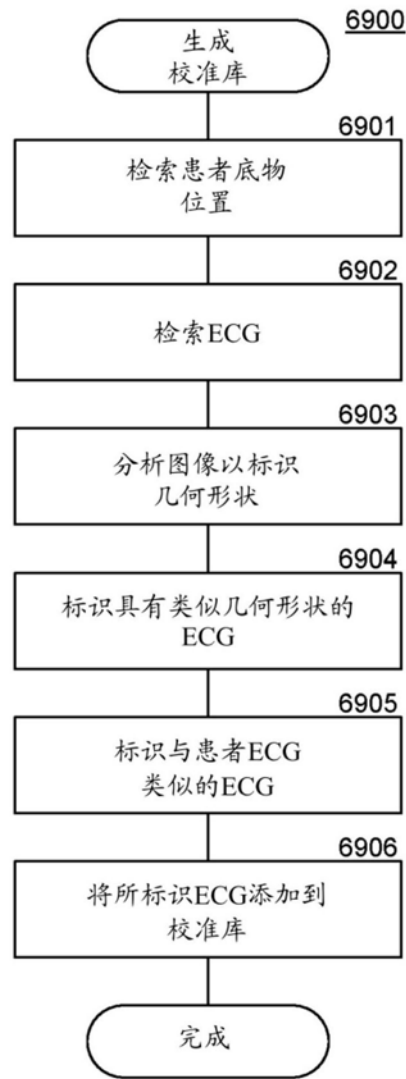 6900
生成
校准库
6901
检索患者底物
位置
6902
检索ECG
6903
分析图像以标识
几何形状
6904
标识具有类似几何形状的
ECG
6905
标识与患者ECG
类似的ECG
6906
将所标识ECG添加到
校准库
完成